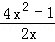 4x² − 1
2x